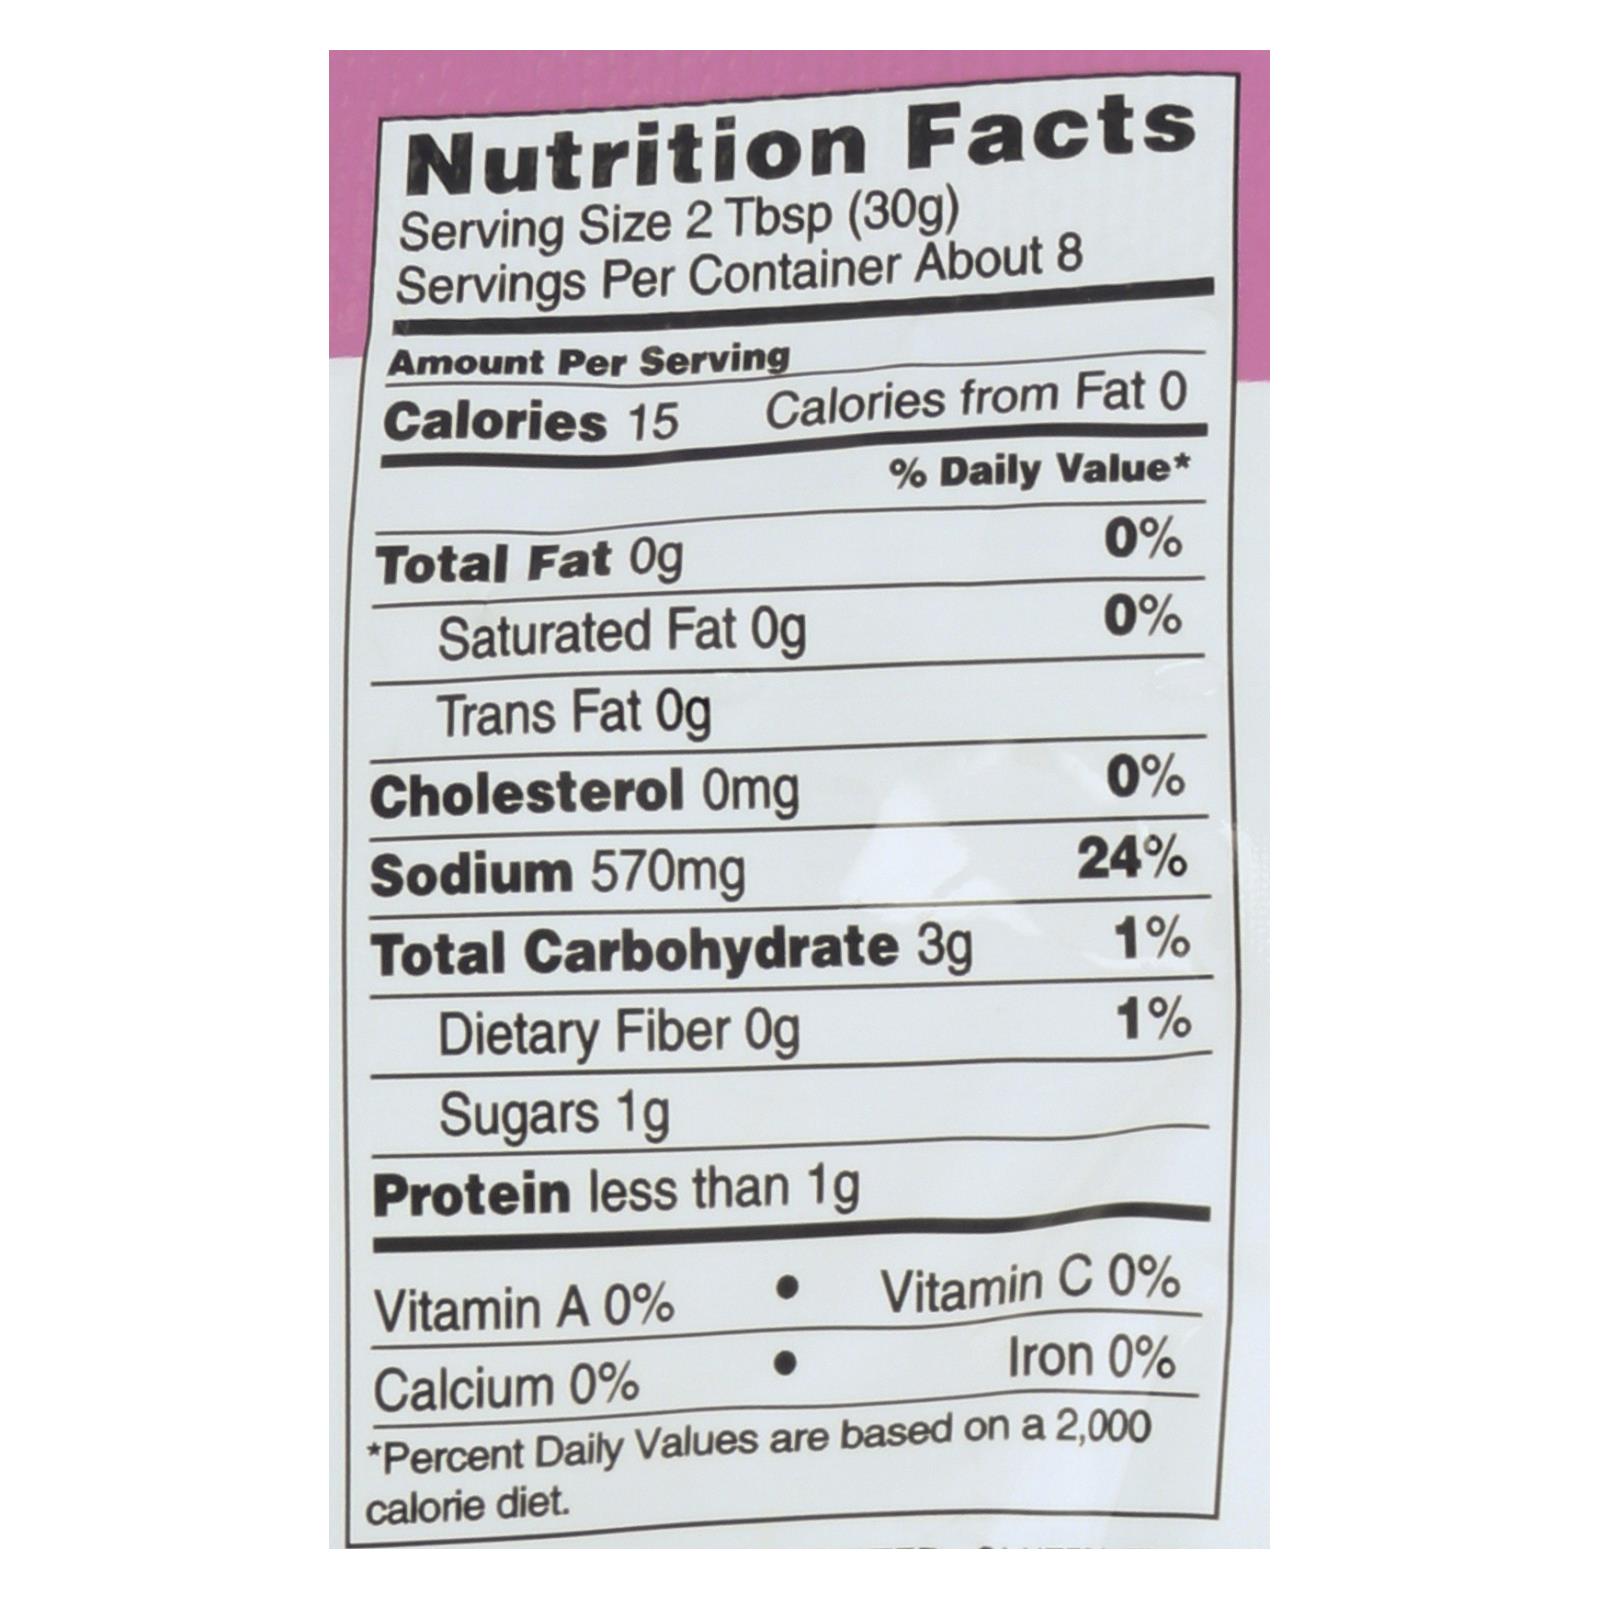 Nutrition Facts
Serving Size 2 Tbsp (30g)
Servings Per Container About 8
Amount Per Serving
Calories 15 Calories from Fat 0
% Daily Value*
Total Fat 0g 0%
Saturated Fat 0g 0%
Trans Fat 0g
Cholesterol 0mg 0%
Sodium 570mg 24%
Total Carbohydrate 3g 1%
Dietary Fiber 0g 1%
Sugars 1g
Protein less than 1g
Vitamin A 0% • Vitamin C 0%
Calcium 0% • Iron 0%
*Percent Daily Values are based on a 2,000
calorie diet.